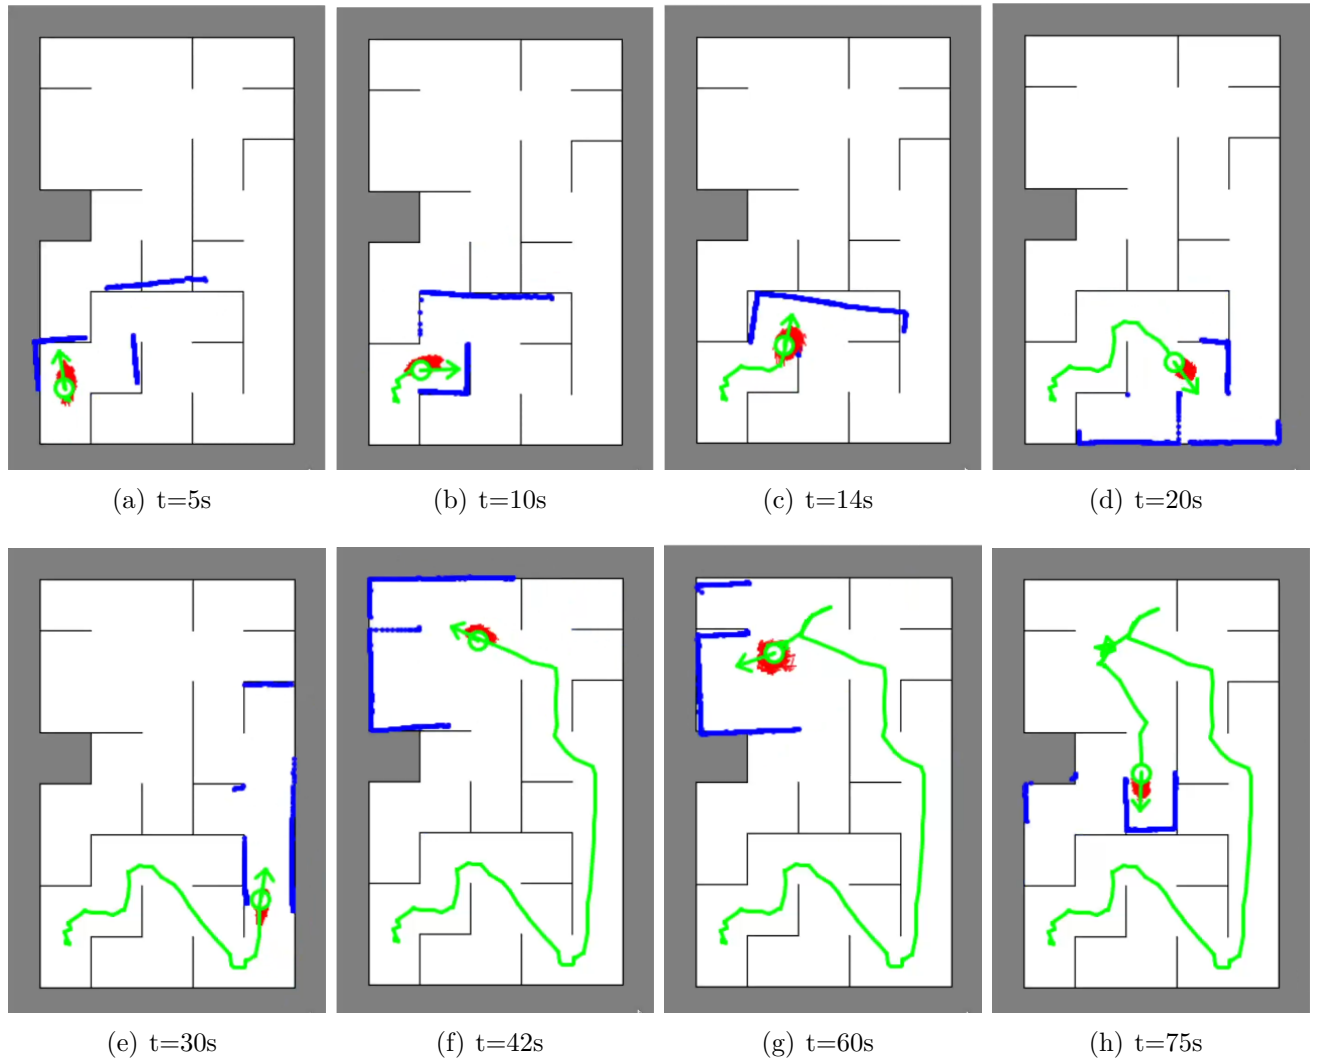 (a) t=5s
(b) t=10s
(c) t=14s
(d) t=20s
(e) t=30s
(f) t=42s
(g) t=60s
(h) t=75s